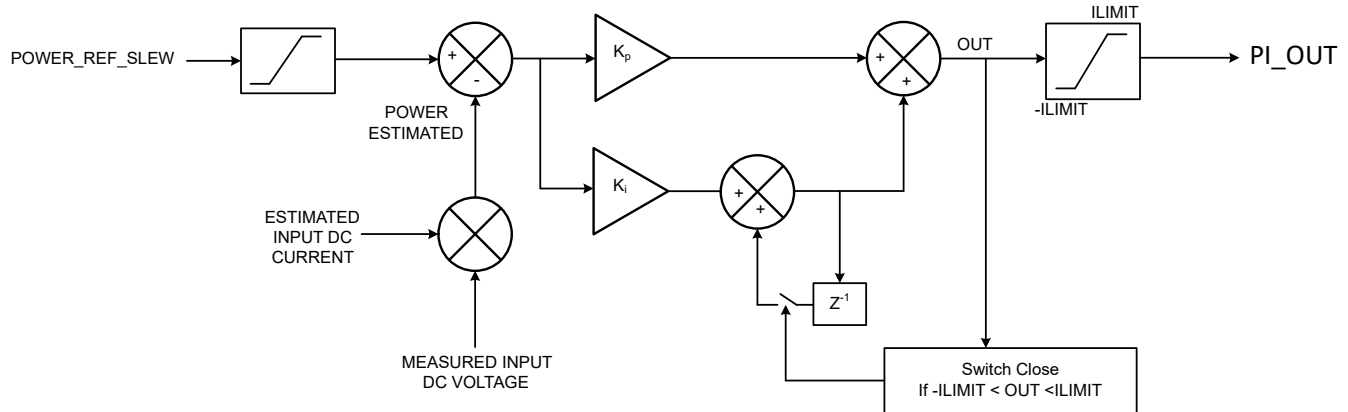 ILIMIT
POWER_REF_SLEW
+
-
Kp
+
+
OUT
-ILIMIT
PI_OUT
POWER
ESTIMATED
Ki
+
+
ESTIMATED
INPUT DC
CURRENT
Z-1
MEASURED INPUT
DC VOLTAGE
Switch Close
If -ILIMIT < OUT <ILIMIT